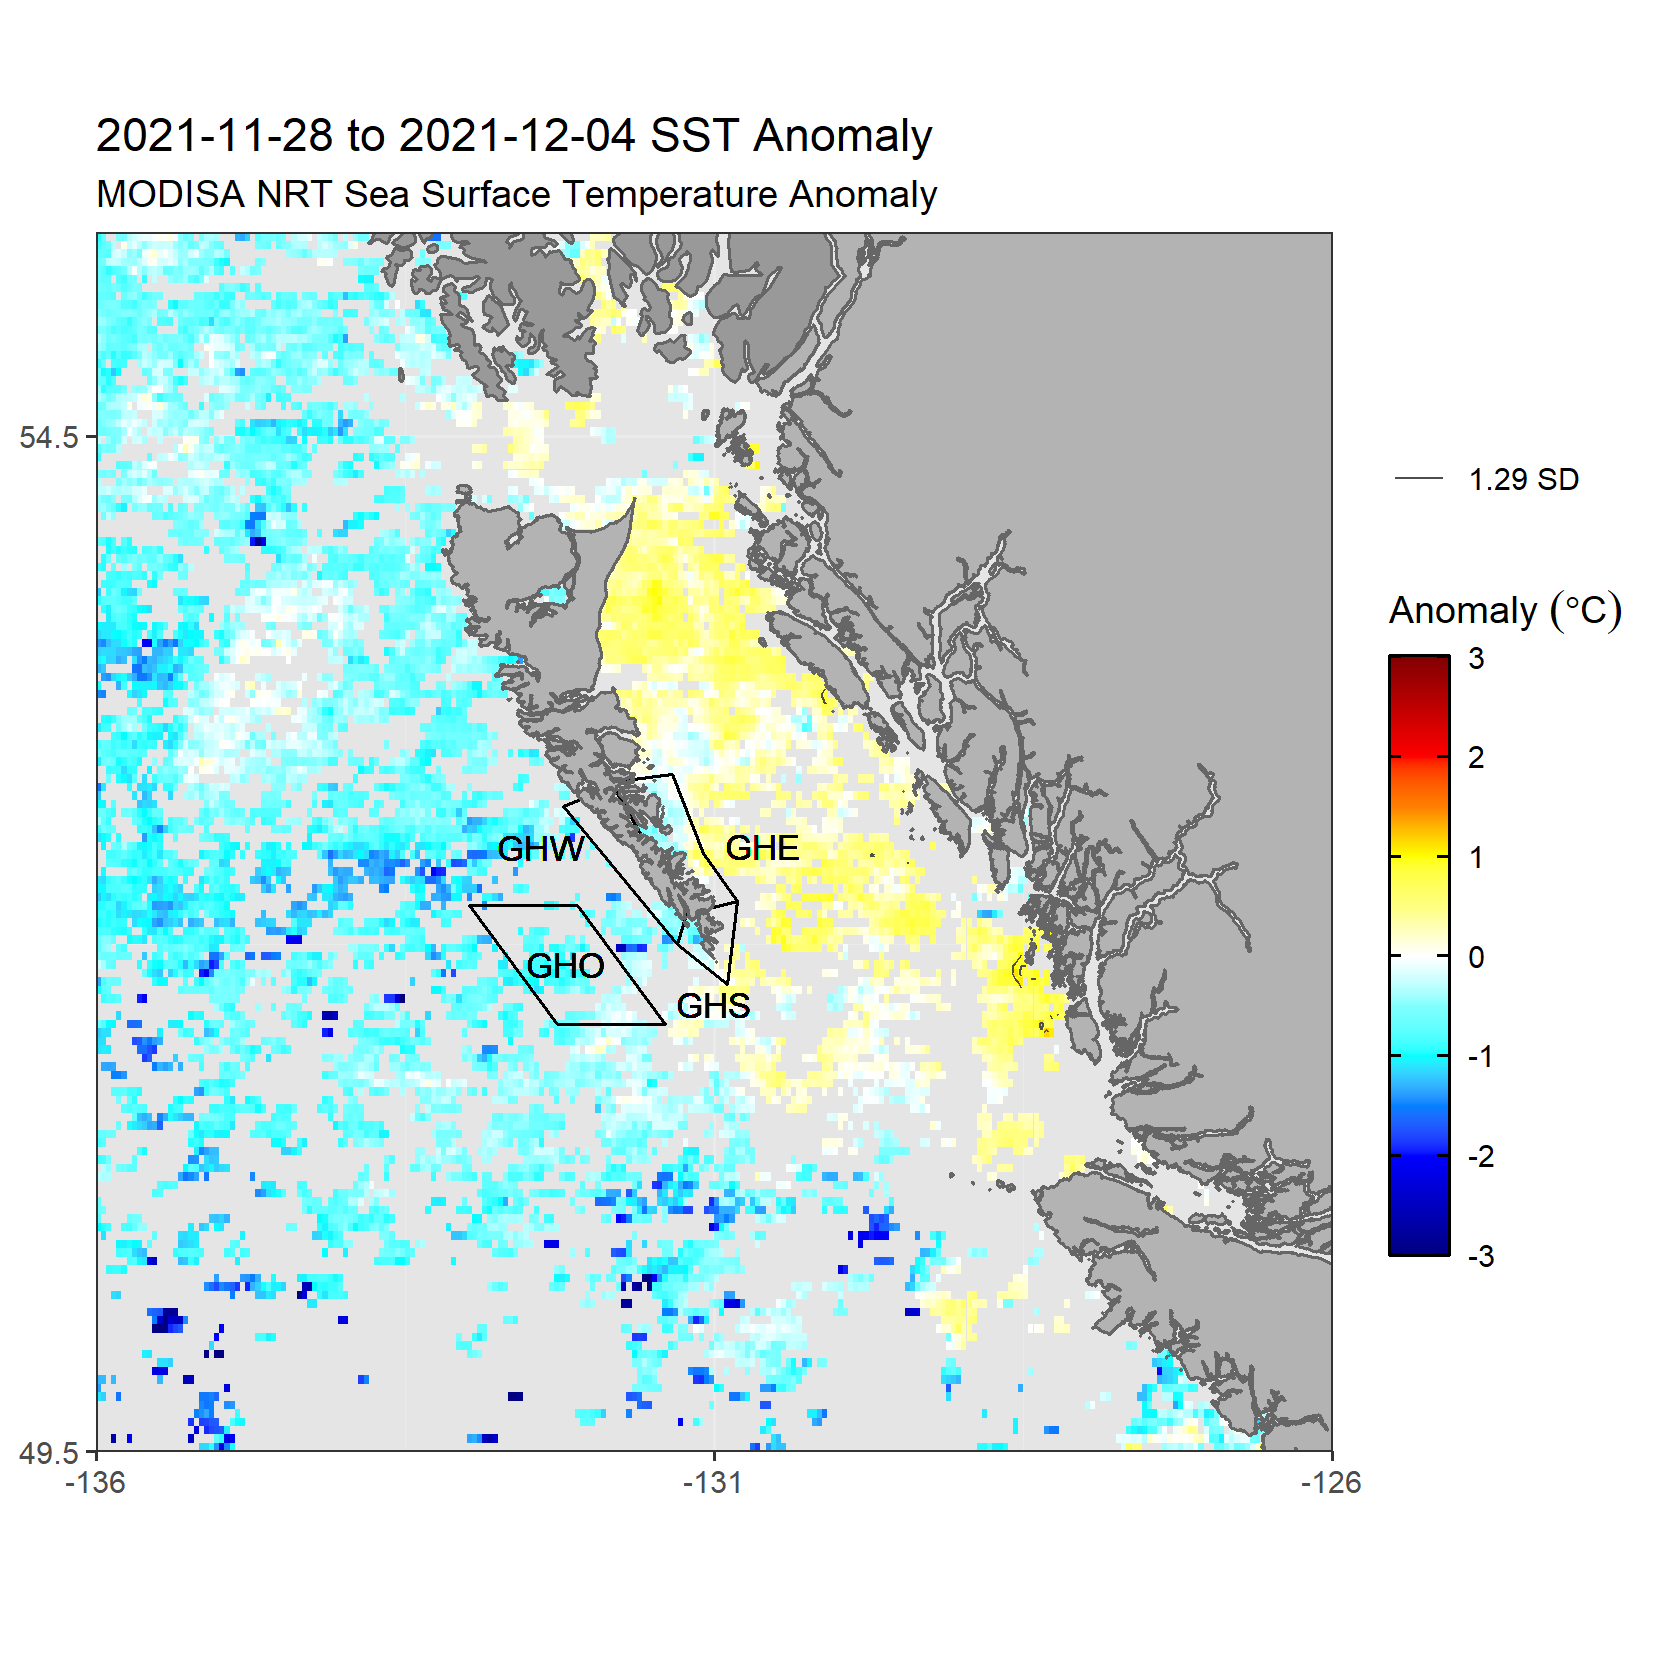 2021-11-28 to 2021-12-04 SST Anomaly
MODISA NRT Sea Surface Temperature Anomaly
54.5
49.5
-136
-131
-126
GHW
GHE
GHO
GHS
1.29 SD
Anomaly (°C)
3
2
1
0
-1
-2
-3